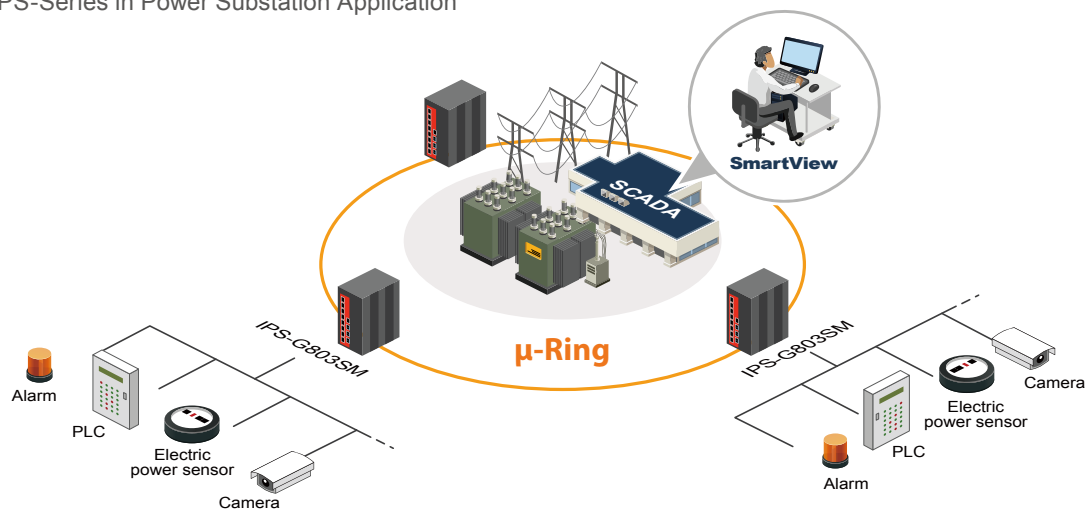 PS-Series in Power Substation Application
SmartView
SCADA
µ-Ring
IPS-G803SM
IPS-G803SM
Alarm
PLC
Electric
power sensor
Camera
Camera
Electric
power sensor
PLC
Alarm